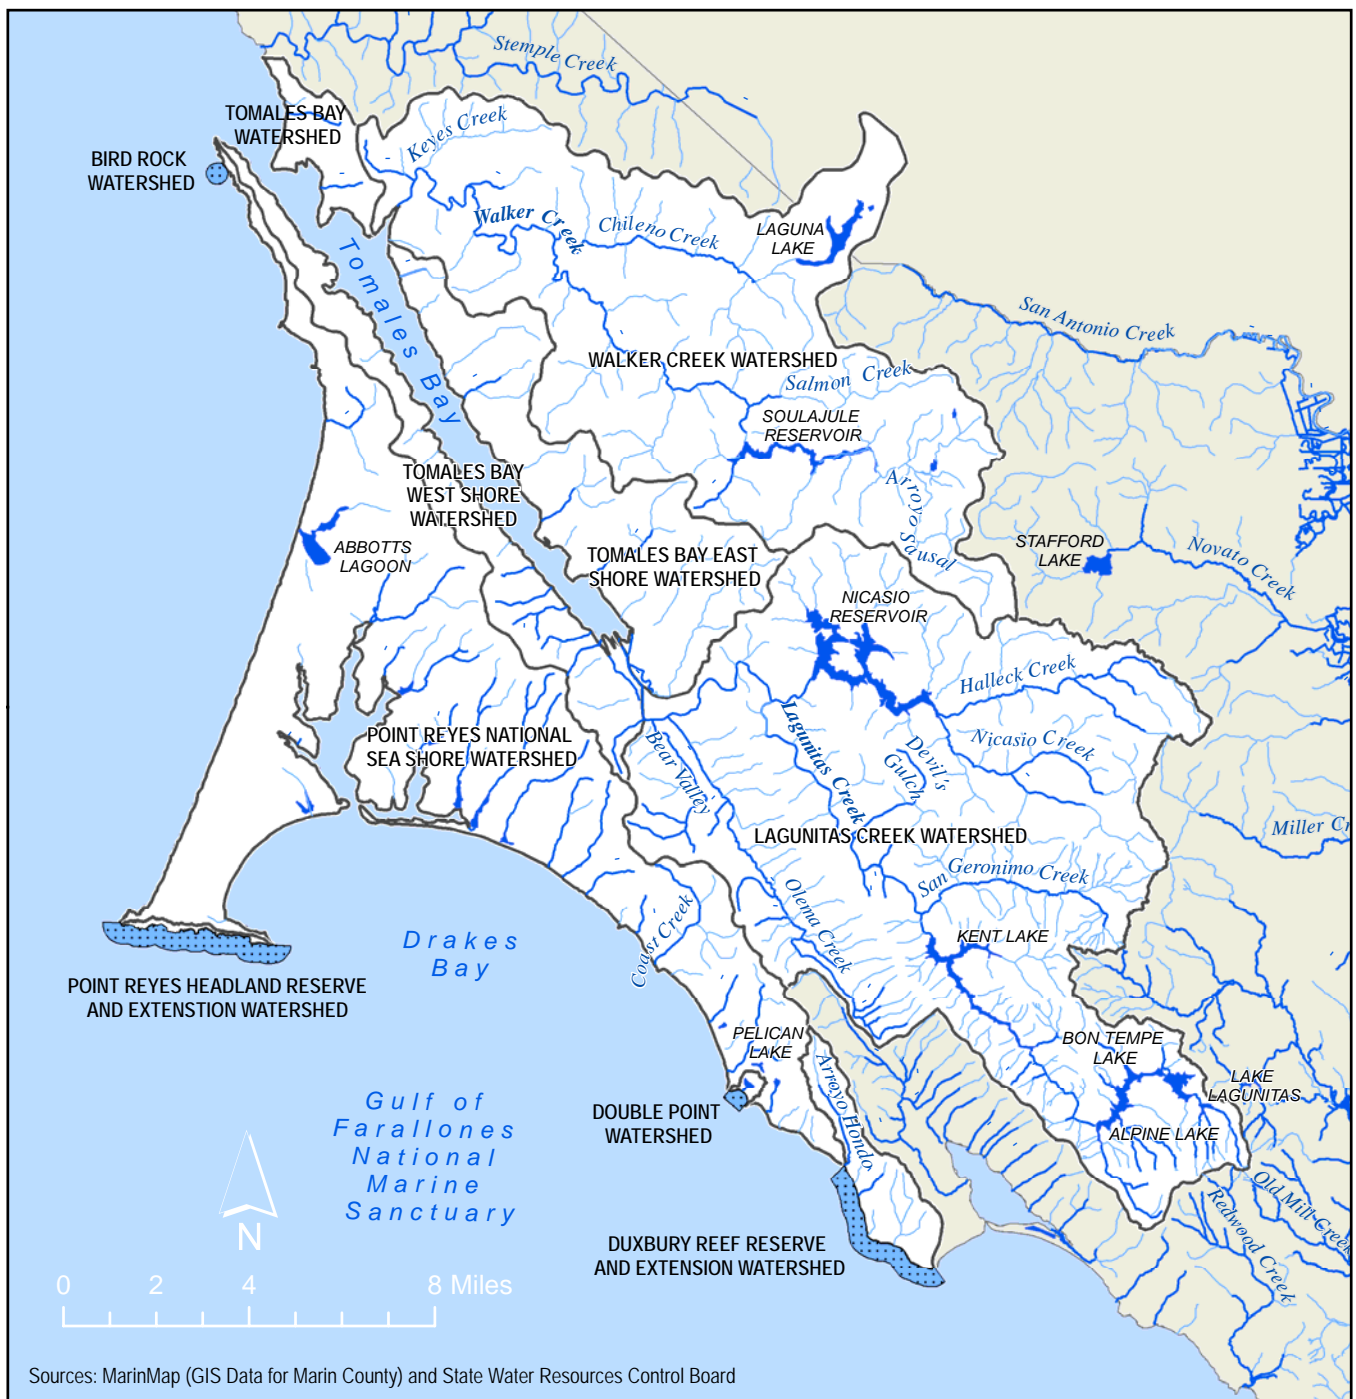 Stemple Creek
TOMALES BAY
WATERSHED
Keyes Creek
BIRD ROCK
WATERSHED
Walker Creek
Chileno Creek
LAGUNA
LAKE
Tomales Bay
San Antonio Creek
WALKER CREEK WATERSHED
Salmon Creek
SOULAJULE
RESERVOIR
TOMALES BAY
WEST SHORE
WATERSHED
Arroyo Sausal
ABBOTTS
LAGOON
TOMALES BAY EAST
SHORE WATERSHED
STAFFORD
LAKE
Novato Creek
NICASIO
RESERVOIR
Halleck Creek
POINT REYES NATIONAL
SEA SHORE WATERSHED
Bear Valley
Lagunitas Creek
Devil's
Gulch
Nicasio Creek
LAGUNITAS CREEK WATERSHED
Miller Cr
San Geronimo Creek
Olema Creek
Coast Creek
KENT LAKE
Drakes
Bay
POINT REYES HEADLAND RESERVE
AND EXTENSTION WATERSHED
PELICAN
LAKE
BON TEMPE
LAKE
LAKE
LAGUNITAS
Arroyo Hondo
ALPINE LAKE
DOUBLE POINT
WATERSHED
Gulf of
Farallones
National
Marine
Sanctuary
Old Mill Creek
Redwood Creek
N
DUXBURY REEF RESERVE
AND EXTENSION WATERSHED
0 2 4 8 Miles
Sources: MarinMap (GIS Data for Marin County) and State Water Resources Control Board